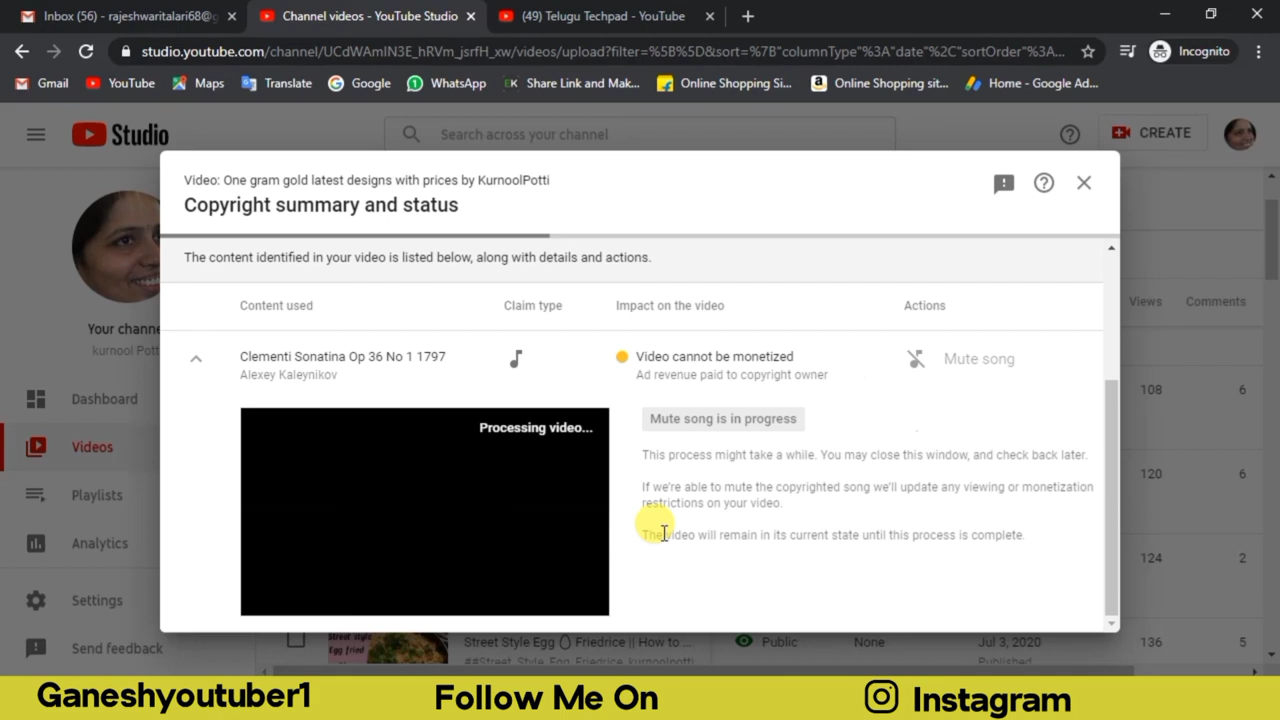 Inbox (56) - rajeshwaritalari68@g
Channel videos - YouTube Studio
(49) Telugu Techpad - YouTube
studio.youtube.com/channel/UCdWAmIN3E_hRVm_jsrfH_xw/videos/upload?filter=%5B%5D&sort=%7B"columnType"%3A"date"%2C"sortOrder"%3A...
Incognito
Gmail
YouTube
Maps
Translate
Google
WhatsApp
Share Link and Mak...
Online Shopping Si...
Online Shopping sit...
Home - Google Ad...
Studio
Search across your channel
CREATE
Video: One gram gold latest designs with prices by KurnoolPotti
Copyright summary and status
The content identified in your video is listed below, along with details and actions.
Content used
Claim type
Impact on the video
Actions
Views
Comments
Your channe
kurnool Pott
Clementi Sonatina Op 36 No 1 1797
Alexey Kaleynikov
Video cannot be monetized
Ad revenue paid to copyright owner
Mute song
108
6
Dashboard
Processing video...
Mute song is in progress
Videos
This process might take a while. You may close this window, and check back later.
120
6
If we're able to mute the copyrighted song we'll update any viewing or monetization
restrictions on your video.
Playlists
The video will remain in its current state until this process is complete.
Analytics
124
2
Settings
Send feedback
Street Style Egg 🥚 Friedrice || How to ...
##Street_Style_Egg_Friedrice_kurnoolpotti
Public
None
Jul 3, 2020
Published
136
5
Ganeshyoutuber1
Follow Me On
Instagram